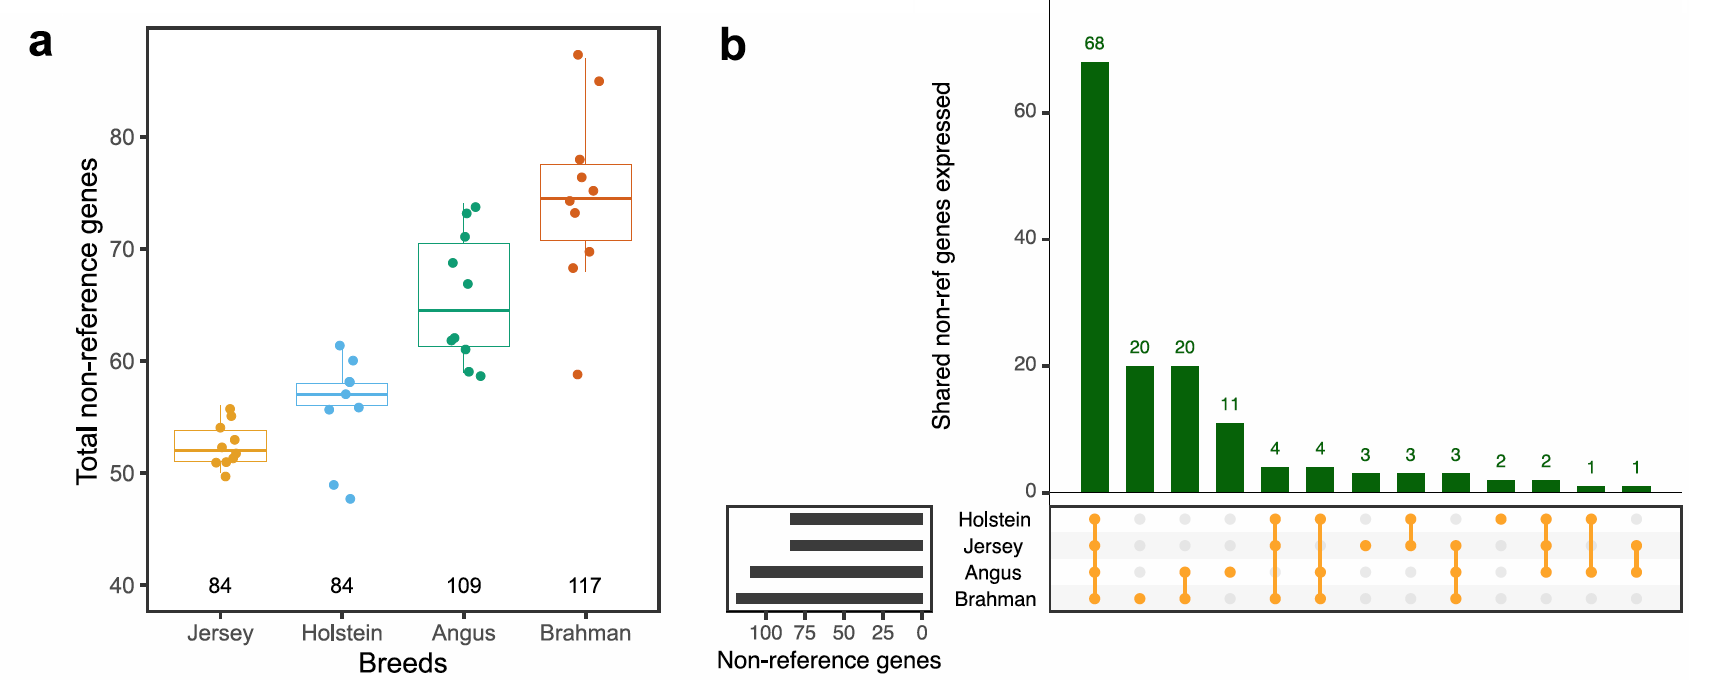 a
Total non-reference genes
80
70
60
50
40
84 84 109 117
Jersey Holstein Angus Brahman
Breeds
b
Shared non-ref genes expressed
60
40
20
0
68 20 20 11 4 4 3 3 3 2 2 1 1
Holstein
Jersey
Angus
Brahman
100 75 50 25 0
Non-reference genes